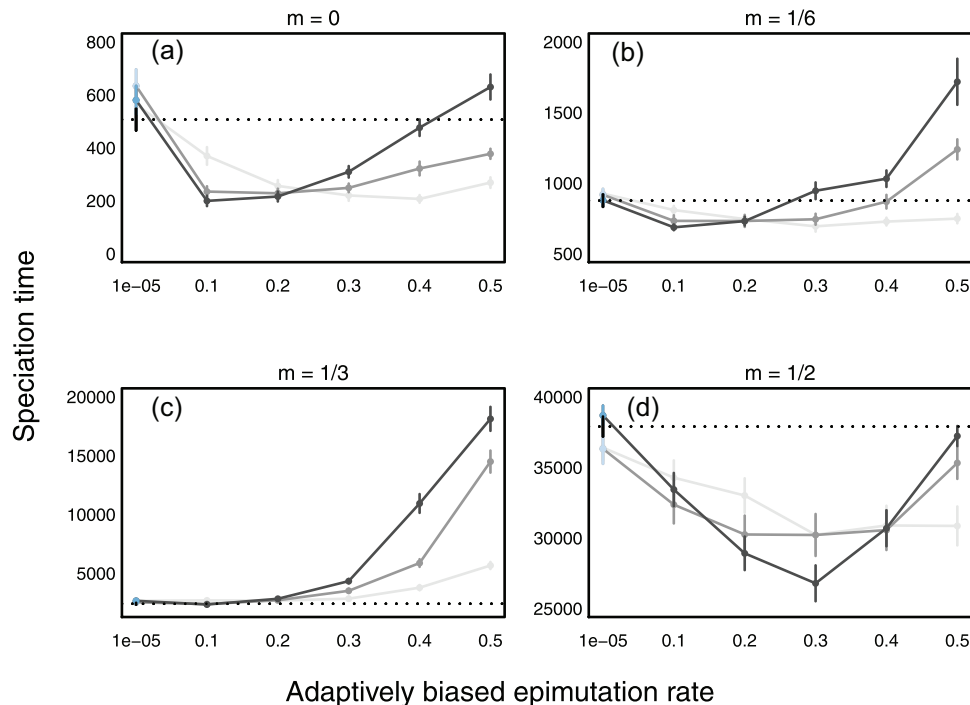 m = 0
(a)
800
600
400
200
0
1e−05 0.1 0.2 0.3 0.4 0.5
m = 1/6
(b)
2000
1500
1000
500
1e−05 0.1 0.2 0.3 0.4 0.5
m = 1/3
(c)
20000
15000
10000
5000
1e−05 0.1 0.2 0.3 0.4 0.5
m = 1/2
(d)
40000
35000
30000
25000
1e−05 0.1 0.2 0.3 0.4 0.5
Speciation time
Adaptively biased epimutation rate